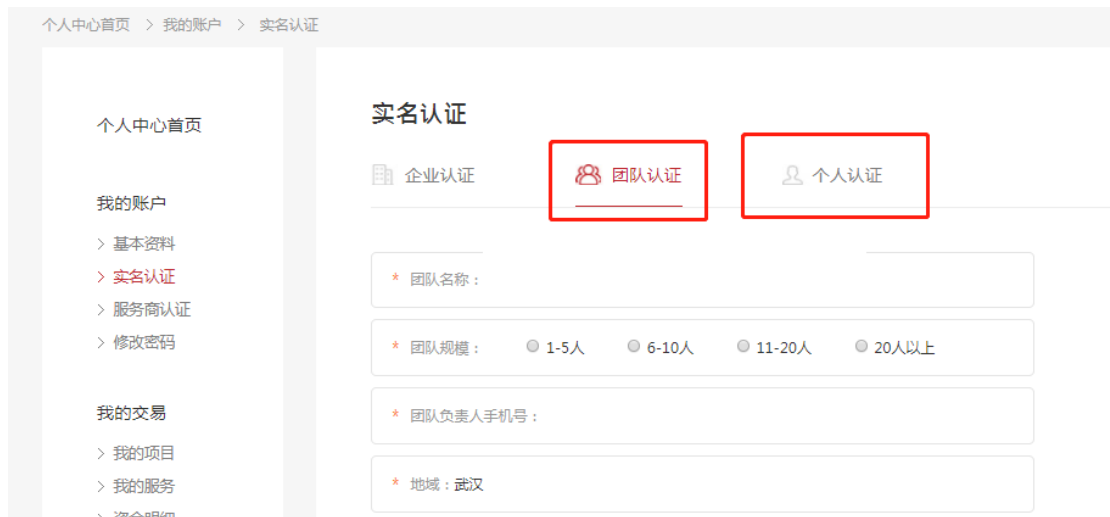 个人中心首页 > 我的账户 > 实名认证
个人中心首页
我的账户
> 基本资料
> 实名认证
> 服务商认证
> 修改密码
我的交易
> 我的项目
> 我的服务
> 资金明细
实名认证
企业认证 团队认证 个人认证
* 团队名称：
* 团队规模： 1-5人 6-10人 11-20人 20人以上
* 团队负责人手机号：
* 地域：武汉